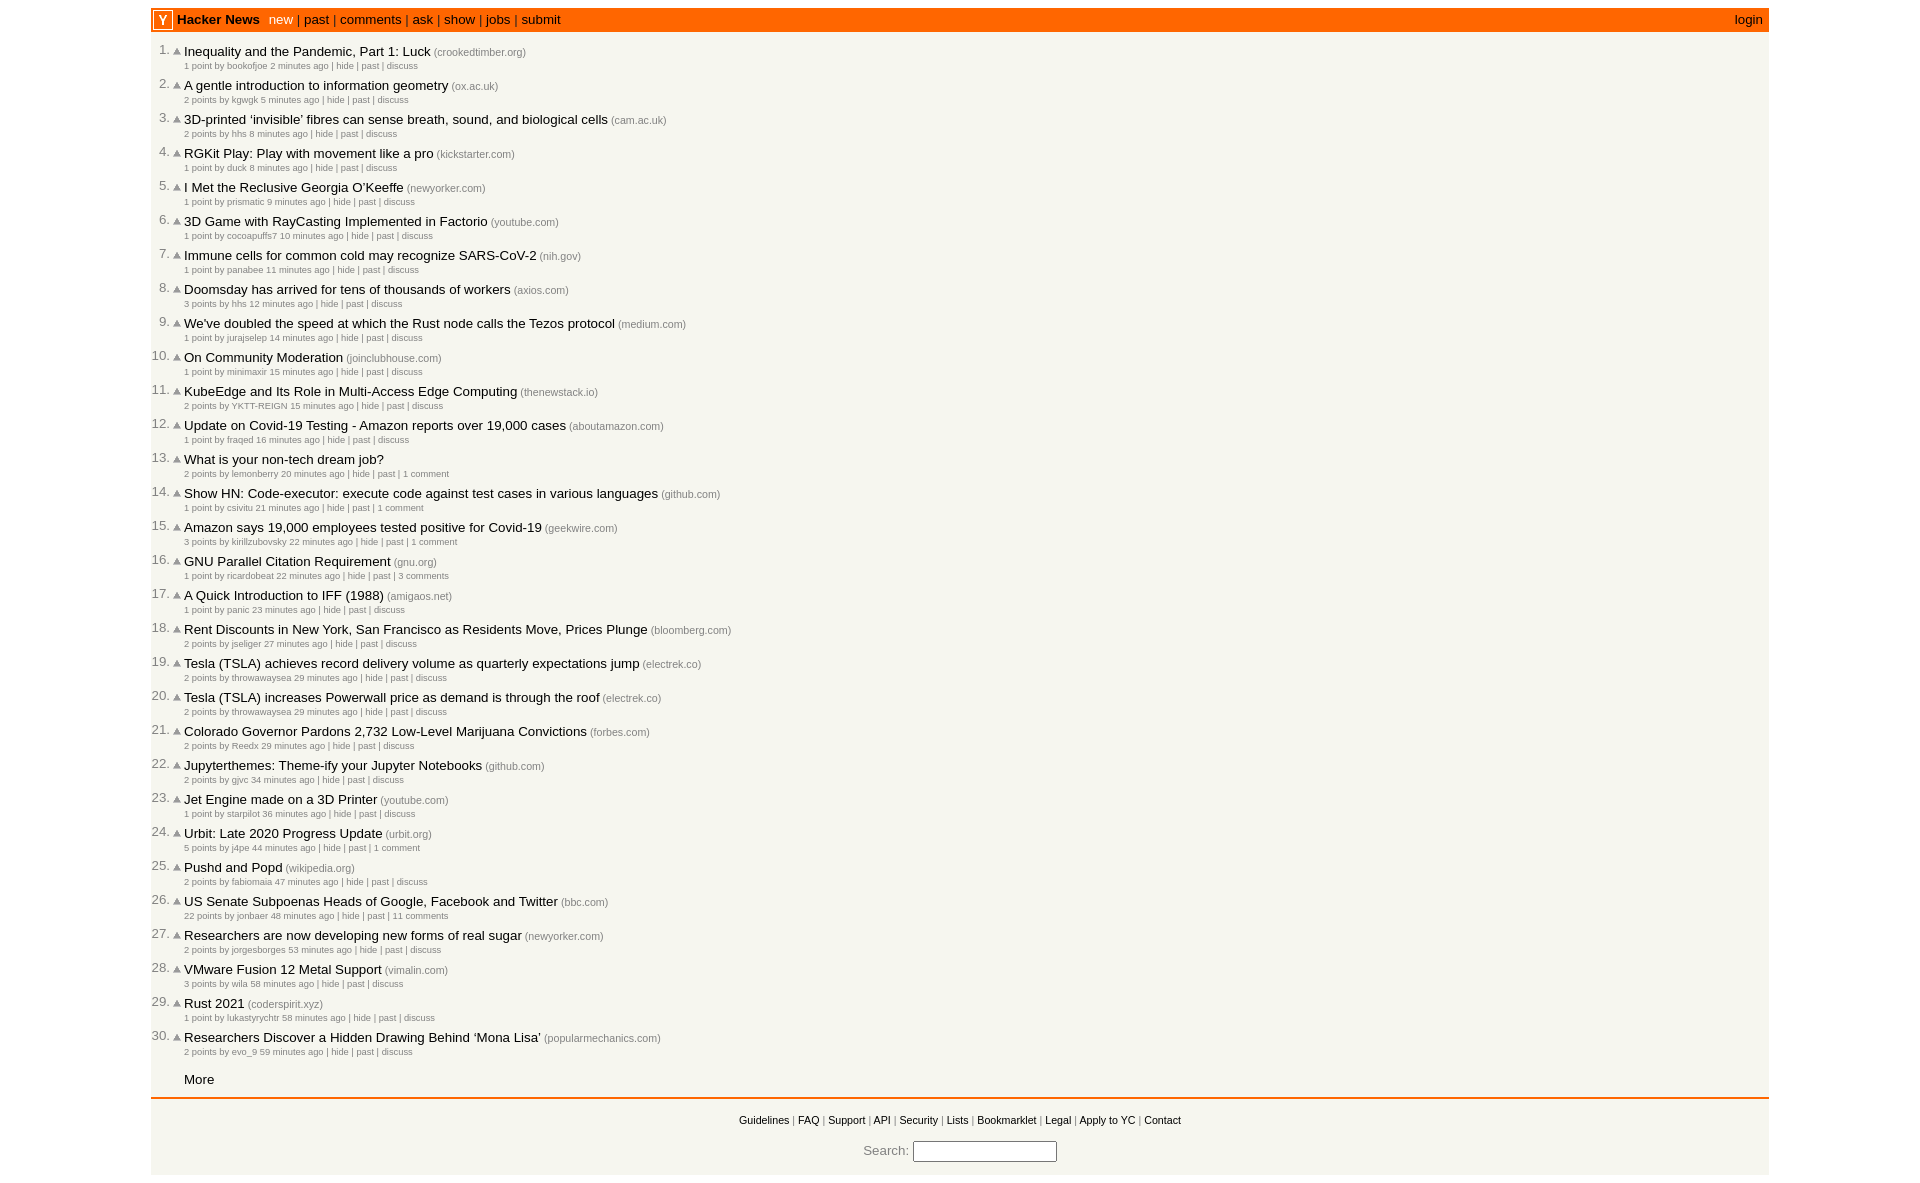 Y Hacker News new | past | comments | ask | show | jobs | submit login
1. Inequality and the Pandemic, Part 1: Luck (crookedtimber.org)
1 point by bookofjoe 2 minutes ago | hide | past | discuss
2. A gentle introduction to information geometry (ox.ac.uk)
2 points by kgwgk 5 minutes ago | hide | past | discuss
3. 3D-printed ‘invisible’ fibres can sense breath, sound, and biological cells (cam.ac.uk)
2 points by hhs 8 minutes ago | hide | past | discuss
4. RGKit Play: Play with movement like a pro (kickstarter.com)
1 point by duck 8 minutes ago | hide | past | discuss
5. I Met the Reclusive Georgia O’Keeffe (newyorker.com)
1 point by prismatic 9 minutes ago | hide | past | discuss
6. 3D Game with RayCasting Implemented in Factorio (youtube.com)
1 point by cocoapuffs7 10 minutes ago | hide | past | discuss
7. Immune cells for common cold may recognize SARS-CoV-2 (nih.gov)
1 point by panabee 11 minutes ago | hide | past | discuss
8. Doomsday has arrived for tens of thousands of workers (axios.com)
3 points by hhs 12 minutes ago | hide | past | discuss
9. We've doubled the speed at which the Rust node calls the Tezos protocol (medium.com)
1 point by jurajselep 14 minutes ago | hide | past | discuss
10. On Community Moderation (joinclubhouse.com)
1 point by minimaxir 15 minutes ago | hide | past | discuss
11. KubeEdge and Its Role in Multi-Access Edge Computing (thenewstack.io)
2 points by YKTT-REIGN 15 minutes ago | hide | past | discuss
12. Update on Covid-19 Testing - Amazon reports over 19,000 cases (aboutamazon.com)
1 point by fraqed 16 minutes ago | hide | past | discuss
13. What is your non-tech dream job?
2 points by lemonberry 20 minutes ago | hide | past | 1 comment
14. Show HN: Code-executor: execute code against test cases in various languages (github.com)
1 point by csivitu 21 minutes ago | hide | past | 1 comment
15. Amazon says 19,000 employees tested positive for Covid-19 (geekwire.com)
3 points by kirillzubovsky 22 minutes ago | hide | past | 1 comment
16. GNU Parallel Citation Requirement (gnu.org)
1 point by ricardobeat 22 minutes ago | hide | past | 3 comments
17. A Quick Introduction to IFF (1988) (amigaos.net)
1 point by panic 23 minutes ago | hide | past | discuss
18. Rent Discounts in New York, San Francisco as Residents Move, Prices Plunge (bloomberg.com)
2 points by jseliger 27 minutes ago | hide | past | discuss
19. Tesla (TSLA) achieves record delivery volume as quarterly expectations jump (electrek.co)
2 points by throwawaysea 29 minutes ago | hide | past | discuss
20. Tesla (TSLA) increases Powerwall price as demand is through the roof (electrek.co)
2 points by throwawaysea 29 minutes ago | hide | past | discuss
21. Colorado Governor Pardons 2,732 Low-Level Marijuana Convictions (forbes.com)
2 points by Reedx 29 minutes ago | hide | past | discuss
22. Jupyterthemes: Theme-ify your Jupyter Notebooks (github.com)
2 points by gjvc 34 minutes ago | hide | past | discuss
23. Jet Engine made on a 3D Printer (youtube.com)
1 point by starpilot 36 minutes ago | hide | past | discuss
24. Urbit: Late 2020 Progress Update (urbit.org)
5 points by j4pe 44 minutes ago | hide | past | 1 comment
25. Pushd and Popd (wikipedia.org)
2 points by fabiomaia 47 minutes ago | hide | past | discuss
26. US Senate Subpoenas Heads of Google, Facebook and Twitter (bbc.com)
22 points by jonbaer 48 minutes ago | hide | past | 11 comments
27. Researchers are now developing new forms of real sugar (newyorker.com)
2 points by jorgesborges 53 minutes ago | hide | past | discuss
28. VMware Fusion 12 Metal Support (vimalin.com)
3 points by wila 58 minutes ago | hide | past | discuss
29. Rust 2021 (coderspirit.xyz)
1 point by lukastyrychtr 58 minutes ago | hide | past | discuss
30. Researchers Discover a Hidden Drawing Behind ‘Mona Lisa’ (popularmechanics.com)
2 points by evo_9 59 minutes ago | hide | past | discuss
More
Guidelines | FAQ | Support | API | Security | Lists | Bookmarklet | Legal | Apply to YC | Contact
Search: